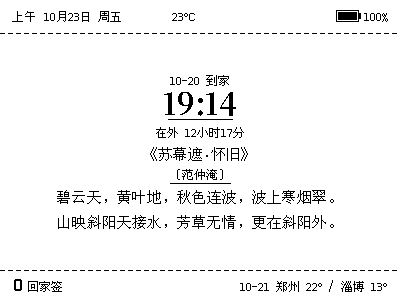 上午 10月23日 周五 23°C 100%
10-20 到家
19:14
在外 12小时17分
《苏幕遮·怀旧》
〔范仲淹〕
碧云天，黄叶地，秋色连波，波上寒烟翠。
山映斜阳天接水，芳草无情，更在斜阳外。
0 回家签 10-21 郑州 22° / 淄博 13°